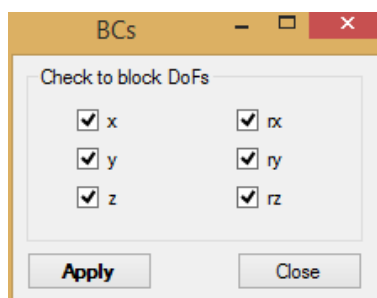 BCs
Check to block DoFs
x rx
y ry
z rz
Apply Close